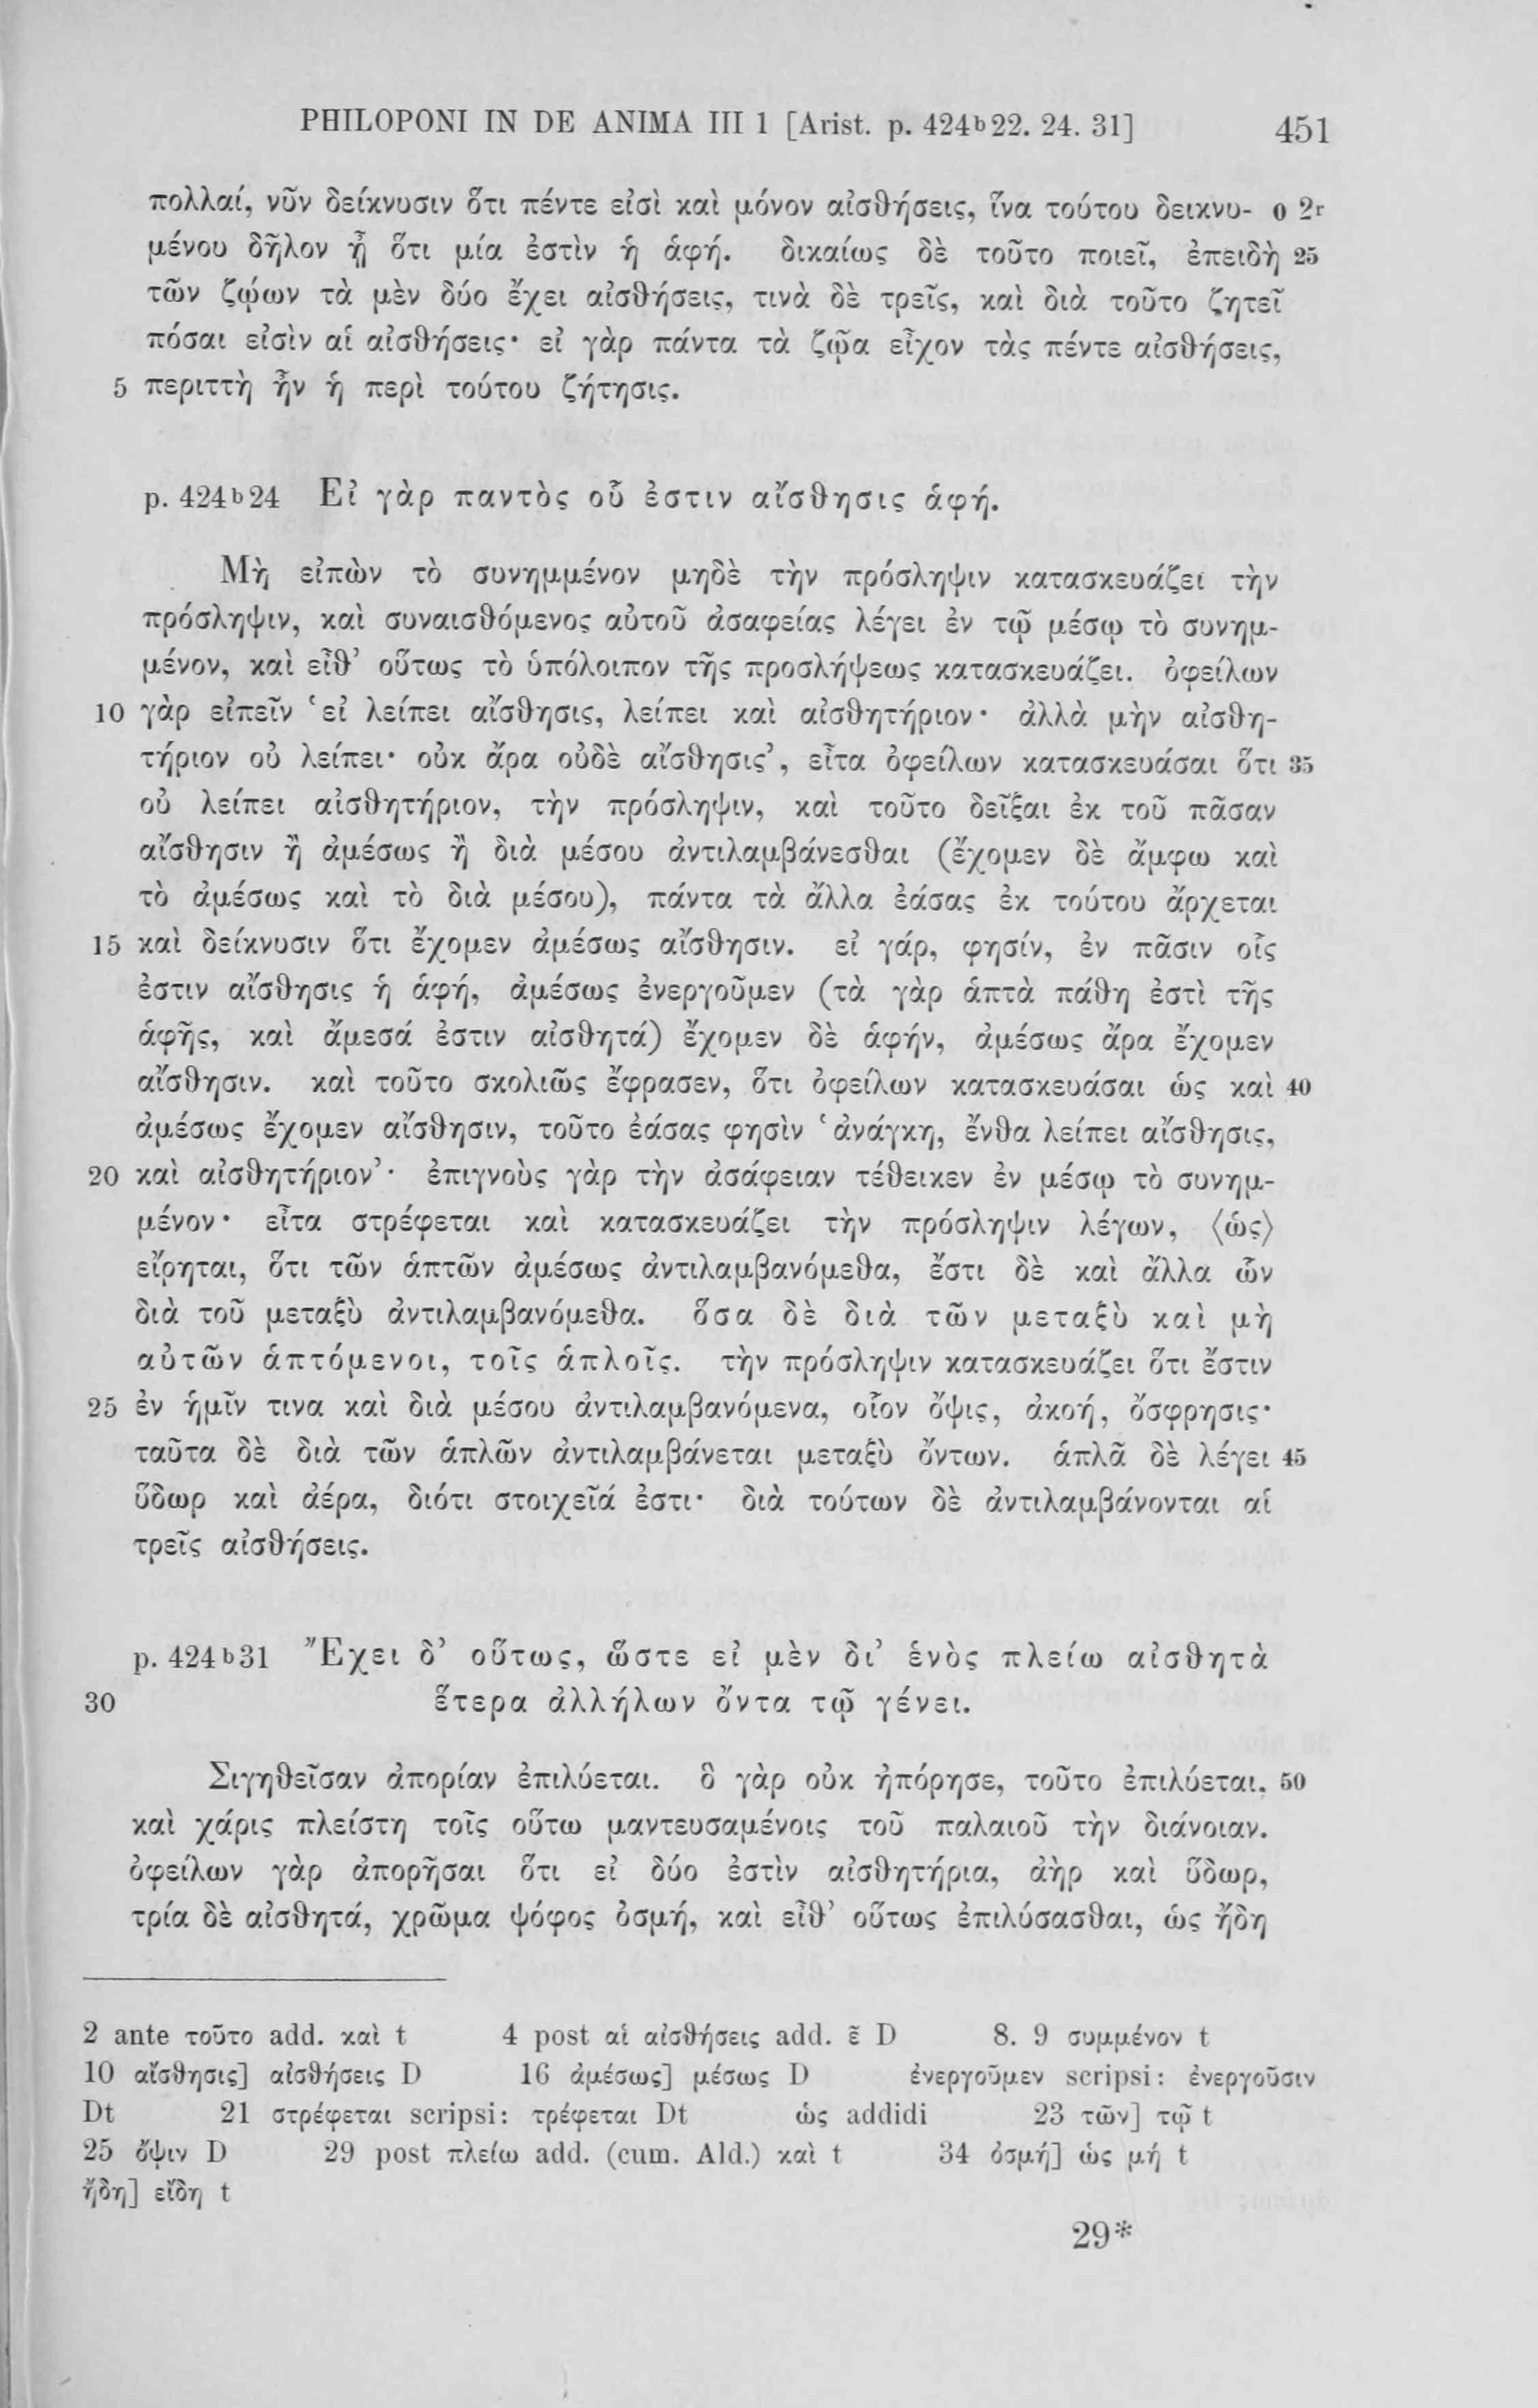 PHILOPONI IN DE ANIMA III 1 [Arist. p. 424ᵇ22. 24. 31] 451
πολλαί, νῦν δείκνυσιν ὅτι πέντε εἰσὶ καὶ μόνον αἰσθήσεις, ἵνα τούτου δεικνυ- o 2ʳ
μένου δῆλον ᾖ ὅτι μία ἐστὶν ἡ ἁφή. δικαίως δὲ τοῦτο ποιεῖ, ἐπειδὴ 25
τῶν ζῴων τὰ μὲν δύο ἔχει αἰσθήσεις, τινὰ δὲ τρεῖς, καὶ διὰ τοῦτο ζητεῖ
πόσαι εἰσὶν αἱ αἰσθήσεις· εἰ γὰρ πάντα τὰ ζῷα εἶχον τὰς πέντε αἰσθήσεις,
5 περιττὴ ἦν ἡ περὶ τούτου ζήτησις.
p. 424ᵇ24 Εἰ γὰρ παντὸς οὗ ἐστιν αἴσθησις ἁφή.
Μὴ εἰπὼν τὸ συνημμένον μηδὲ τὴν πρόσληψιν κατασκευάζει τὴν
πρόσληψιν, καὶ συναισθόμενος αὐτοῦ ἀσαφείας λέγει ἐν τῷ μέσῳ τὸ συνημ-
μένον, καὶ εἶθ’ οὕτως τὸ ὑπόλοιπον τῆς προσλήψεως κατασκευάζει. ὀφείλων
10 γὰρ εἰπεῖν ‘εἰ λείπει αἴσθησις, λείπει καὶ αἰσθητήριον· ἀλλὰ μὴν αἰσθη-
τήριον οὐ λείπει· οὐκ ἄρα οὐδὲ αἴσθησις’, εἶτα ὀφείλων κατασκευάσαι ὅτι 35
οὐ λείπει αἰσθητήριον, τὴν πρόσληψιν, καὶ τοῦτο δεῖξαι ἐκ τοῦ πᾶσαν
αἴσθησιν ἢ ἀμέσως ἢ διὰ μέσου ἀντιλαμβάνεσθαι (ἔχομεν δὲ ἄμφω καὶ
τὸ ἀμέσως καὶ τὸ διὰ μέσου), πάντα τὰ ἄλλα ἐάσας ἐκ τούτου ἄρχεται
15 καὶ δείκνυσιν ὅτι ἔχομεν ἀμέσως αἴσθησιν. εἰ γάρ, φησίν, ἐν πᾶσιν οἷς
ἐστιν αἴσθησις ἡ ἁφή, ἀμέσως ἐνεργοῦμεν (τὰ γὰρ ἁπτὰ πάθη ἐστὶ τῆς
ἁφῆς, καὶ ἄμεσά ἐστιν αἰσθητά) ἔχομεν δὲ ἁφήν, ἀμέσως ἄρα ἔχομεν
αἴσθησιν. καὶ τοῦτο σκολιῶς ἔφρασεν, ὅτι ὀφείλων κατασκευάσαι ὡς καὶ 40
ἀμέσως ἔχομεν αἴσθησιν, τοῦτο ἐάσας φησὶν ‘ἀνάγκη, ἔνθα λείπει αἴσθησις,
20 καὶ αἰσθητήριον’· ἐπιγνοὺς γὰρ τὴν ἀσάφειαν τέθεικεν ἐν μέσῳ τὸ συνημ-
μένον· εἶτα στρέφεται καὶ κατασκευάζει τὴν πρόσληψιν λέγων, ⟨ὡς⟩
εἴρηται, ὅτι τῶν ἁπτῶν ἀμέσως ἀντιλαμβανόμεθα, ἔστι δὲ καὶ ἄλλα ὧν
διὰ τοῦ μεταξὺ ἀντιλαμβανόμεθα. ὅσα δὲ διὰ τῶν μεταξὺ καὶ μὴ
αὐτῶν ἁπτόμενοι, τοῖς ἁπλοῖς. τὴν πρόσληψιν κατασκευάζει ὅτι ἔστιν
25 ἐν ἡμῖν τινα καὶ διὰ μέσου ἀντιλαμβανόμενα, οἷον ὄψις, ἀκοή, ὄσφρησις·
ταῦτα δὲ διὰ τῶν ἁπλῶν ἀντιλαμβάνεται μεταξὺ ὄντων. ἁπλᾶ δὲ λέγει 45
ὕδωρ καὶ ἀέρα, διότι στοιχεῖά ἐστι· διὰ τούτων δὲ ἀντιλαμβάνονται αἱ
τρεῖς αἰσθήσεις.
p. 424ᵇ31 Ἔχει δ’ οὕτως, ὥστε εἰ μὲν δι’ ἑνὸς πλείω αἰσθητὰ
30 ἕτερα ἀλλήλων ὄντα τῷ γένει.
Σιγηθεῖσαν ἀπορίαν ἐπιλύεται. ὃ γὰρ οὐκ ἠπόρησε, τοῦτο ἐπιλύεται, 50
καὶ χάρις πλείστη τοῖς οὕτω μαντευσαμένοις τοῦ παλαιοῦ τὴν διάνοιαν.
ὀφείλων γὰρ ἀπορῆσαι ὅτι εἰ δύο ἐστὶν αἰσθητήρια, ἀὴρ καὶ ὕδωρ,
τρία δὲ αἰσθητά, χρῶμα ψόφος ὀσμή, καὶ εἶθ’ οὕτως ἐπιλύσασθαι, ὡς ἤδη
2 ante τοῦτο add. καὶ t 4 post αἱ αἰσθήσεις add. ε̄ D 8. 9 συμμένον t
10 αἴσθησις] αἰσθήσεις D 16 ἀμέσως] μέσως D ἐνεργοῦμεν scripsi: ἐνεργοῦσιν
Dt 21 στρέφεται scripsi: τρέφεται Dt ὡς addidi 23 τῶν] τῷ t
25 ὄψιν D 29 post πλείω add. (cum. Ald.) καὶ t 34 ὀσμή] ὡς μή t
ἤδη] εἴδη t
29*